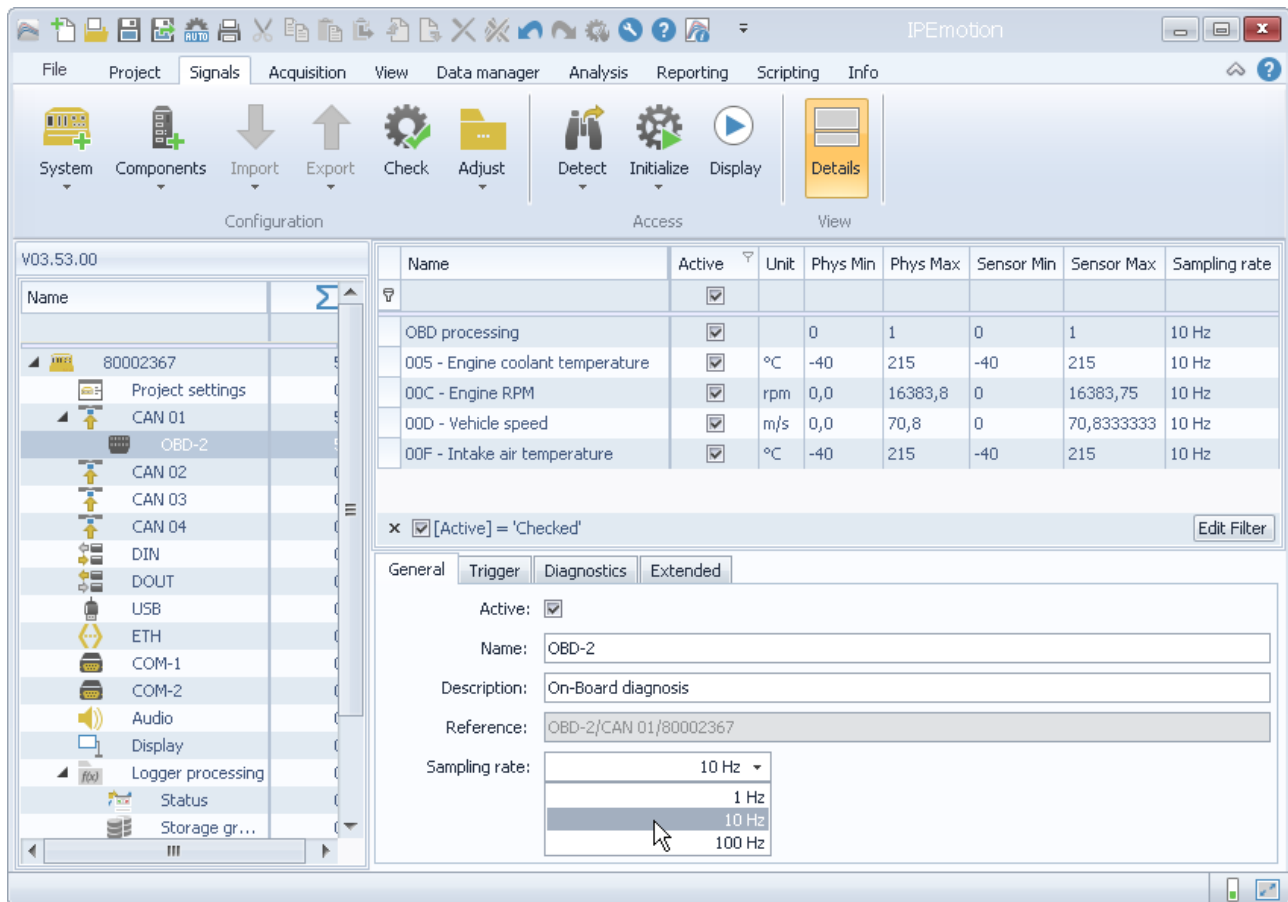 AUTO
IPEmotion
File Project Signals Acquisition View Data manager Analysis Reporting Scripting Info
System Components Import Export Check Adjust Detect Initialize Display Details
Configuration Access View
V03.53.00
Name Σ
80002367
Project settings
CAN 01
OBD-2
CAN 02
CAN 03
CAN 04
DIN
DOUT
USB
ETH
COM-1
COM-2
Audio
Display
f(x) Logger processing
Status
Storage gr...
Name Active Unit Phys Min Phys Max Sensor Min Sensor Max Sampling rate
OBD processing 0 1 0 1 10 Hz
005 - Engine coolant temperature °C -40 215 -40 215 10 Hz
00C - Engine RPM rpm 0,0 16383,8 0 16383,75 10 Hz
00D - Vehicle speed m/s 0,0 70,8 0 70,8333333 10 Hz
00F - Intake air temperature °C -40 215 -40 215 10 Hz
[Active] = 'Checked' Edit Filter
General Trigger Diagnostics Extended
Active:
Name: OBD-2
Description: On-Board diagnosis
Reference: OBD-2/CAN 01/80002367
Sampling rate: 10 Hz
1 Hz
10 Hz
100 Hz